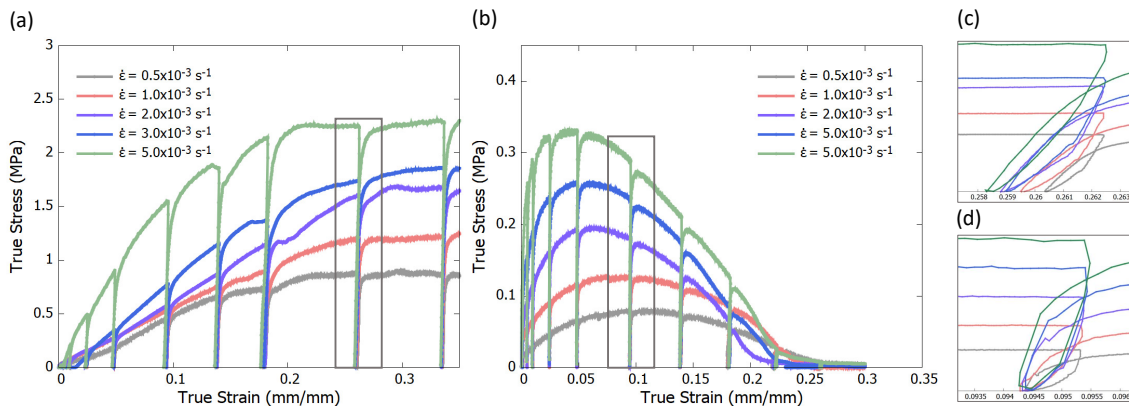 (a)
3
2.5
2
1.5
1
0.5
0
0
0.1
0.2
0.3
True Stress (MPa)
True Strain (mm/mm)
ε̇ = 0.5x10⁻³ s⁻¹
ε̇ = 1.0x10⁻³ s⁻¹
ε̇ = 2.0x10⁻³ s⁻¹
ε̇ = 3.0x10⁻³ s⁻¹
ε̇ = 5.0x10⁻³ s⁻¹
(b)
0.4
0.3
0.2
0.1
0
0
0.05
0.1
0.15
0.2
0.25
0.3
0.35
True Stress (MPa)
True Strain (mm/mm)
ε̇ = 0.5x10⁻³ s⁻¹
ε̇ = 1.0x10⁻³ s⁻¹
ε̇ = 2.0x10⁻³ s⁻¹
ε̇ = 5.0x10⁻³ s⁻¹
ε̇ = 5.0x10⁻³ s⁻¹
(c)
0.258 0.259 0.26 0.261 0.262 0.263
(d)
0.0935 0.094 0.0945 0.095 0.0955 0.096